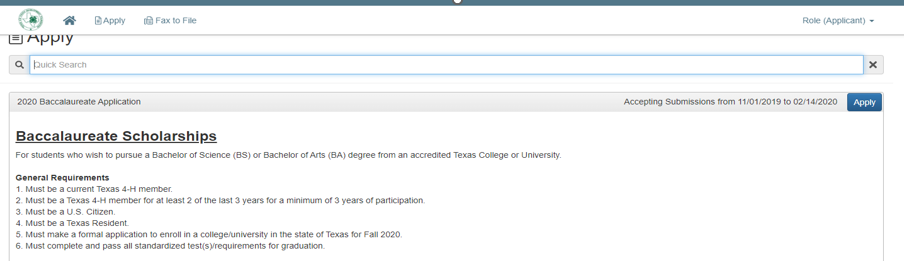 Apply
Fax to File
Role (Applicant)
Apply
Quick Search
2020 Baccalaureate Application
Accepting Submissions from 11/01/2019 to 02/14/2020
Apply
Baccalaureate Scholarships
For students who wish to pursue a Bachelor of Science (BS) or Bachelor of Arts (BA) degree from an accredited Texas College or University.
General Requirements
1. Must be a current Texas 4-H member.
2. Must be a Texas 4-H member for at least 2 of the last 3 years for a minimum of 3 years of participation.
3. Must be a U.S. Citizen.
4. Must be a Texas Resident.
5. Must make a formal application to enroll in a college/university in the state of Texas for Fall 2020.
6. Must complete and pass all standardized test(s)/requirements for graduation.